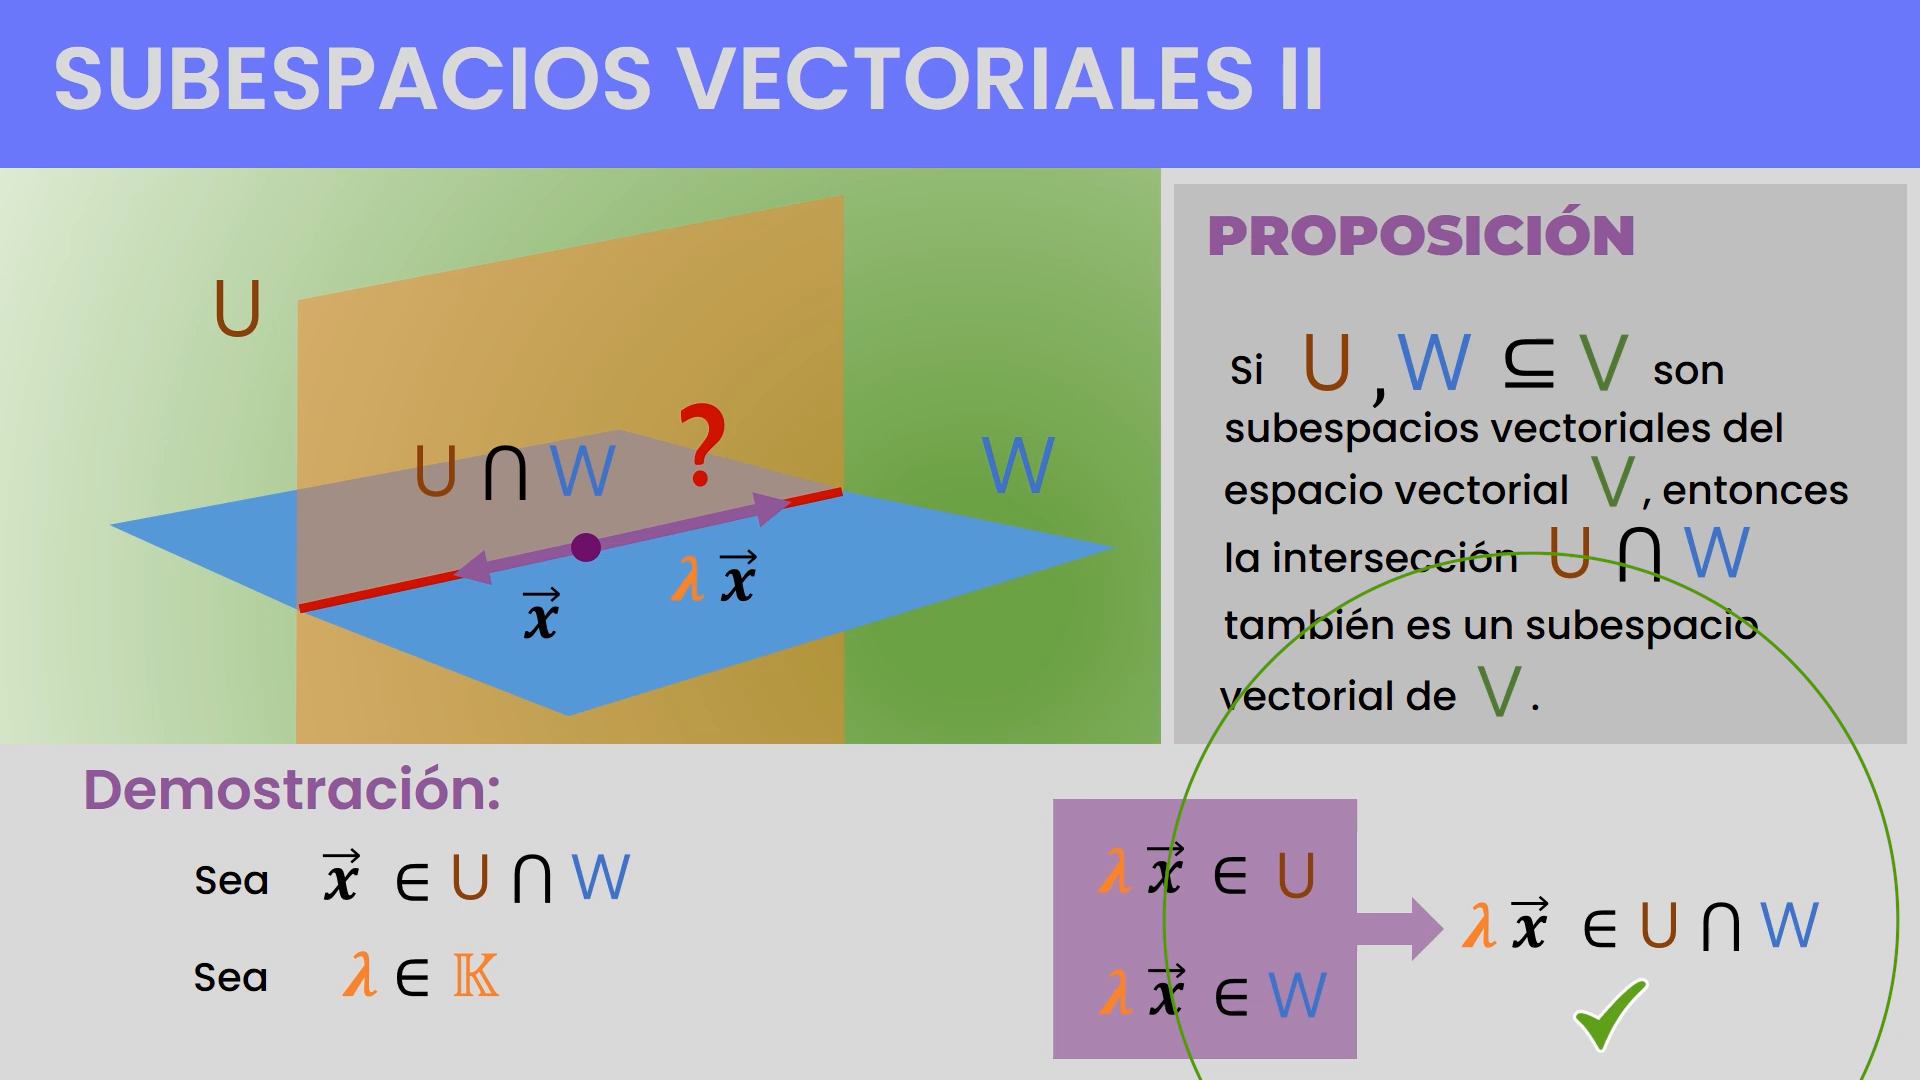 SUBESPACIOS VECTORIALES II
U
U ∩ W ?
W
x⃗
λ x⃗
PROPOSICIÓN
Si U , W ⊆ V son
subespacios vectoriales del
espacio vectorial V , entonces
la intersección U ∩ W
también es un subespacio
vectorial de V .
Demostración:
Sea x⃗ ∈ U ∩ W
Sea λ ∈ 𝕂
λ x⃗ ∈ U
λ x⃗ ∈ W
λ x⃗ ∈ U ∩ W